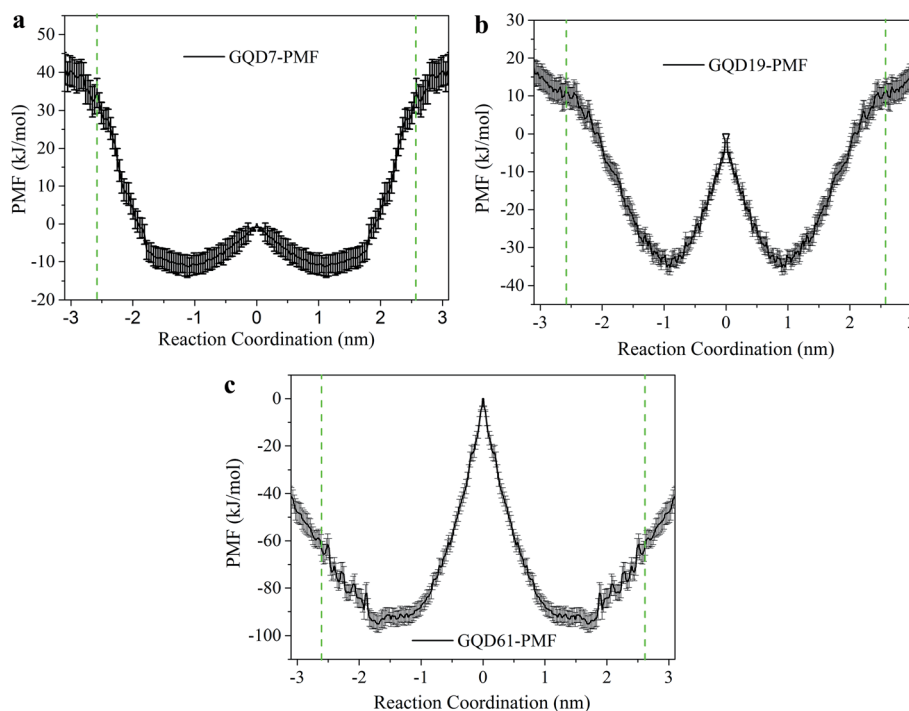 a
GQD7-PMF
PMF (kJ/mol)
50
40
30
20
10
0
-10
-20
-3 -2 -1 0 1 2 3
Reaction Coordination (nm)
b
GQD19-PMF
PMF (kJ/mol)
30
20
10
0
-10
-20
-30
-40
-3 -2 -1 0 1 2
Reaction Coordination (nm)
c
GQD61-PMF
PMF (kJ/mol)
0
-20
-40
-60
-80
-100
-3 -2 -1 0 1 2 3
Reaction Coordination (nm)